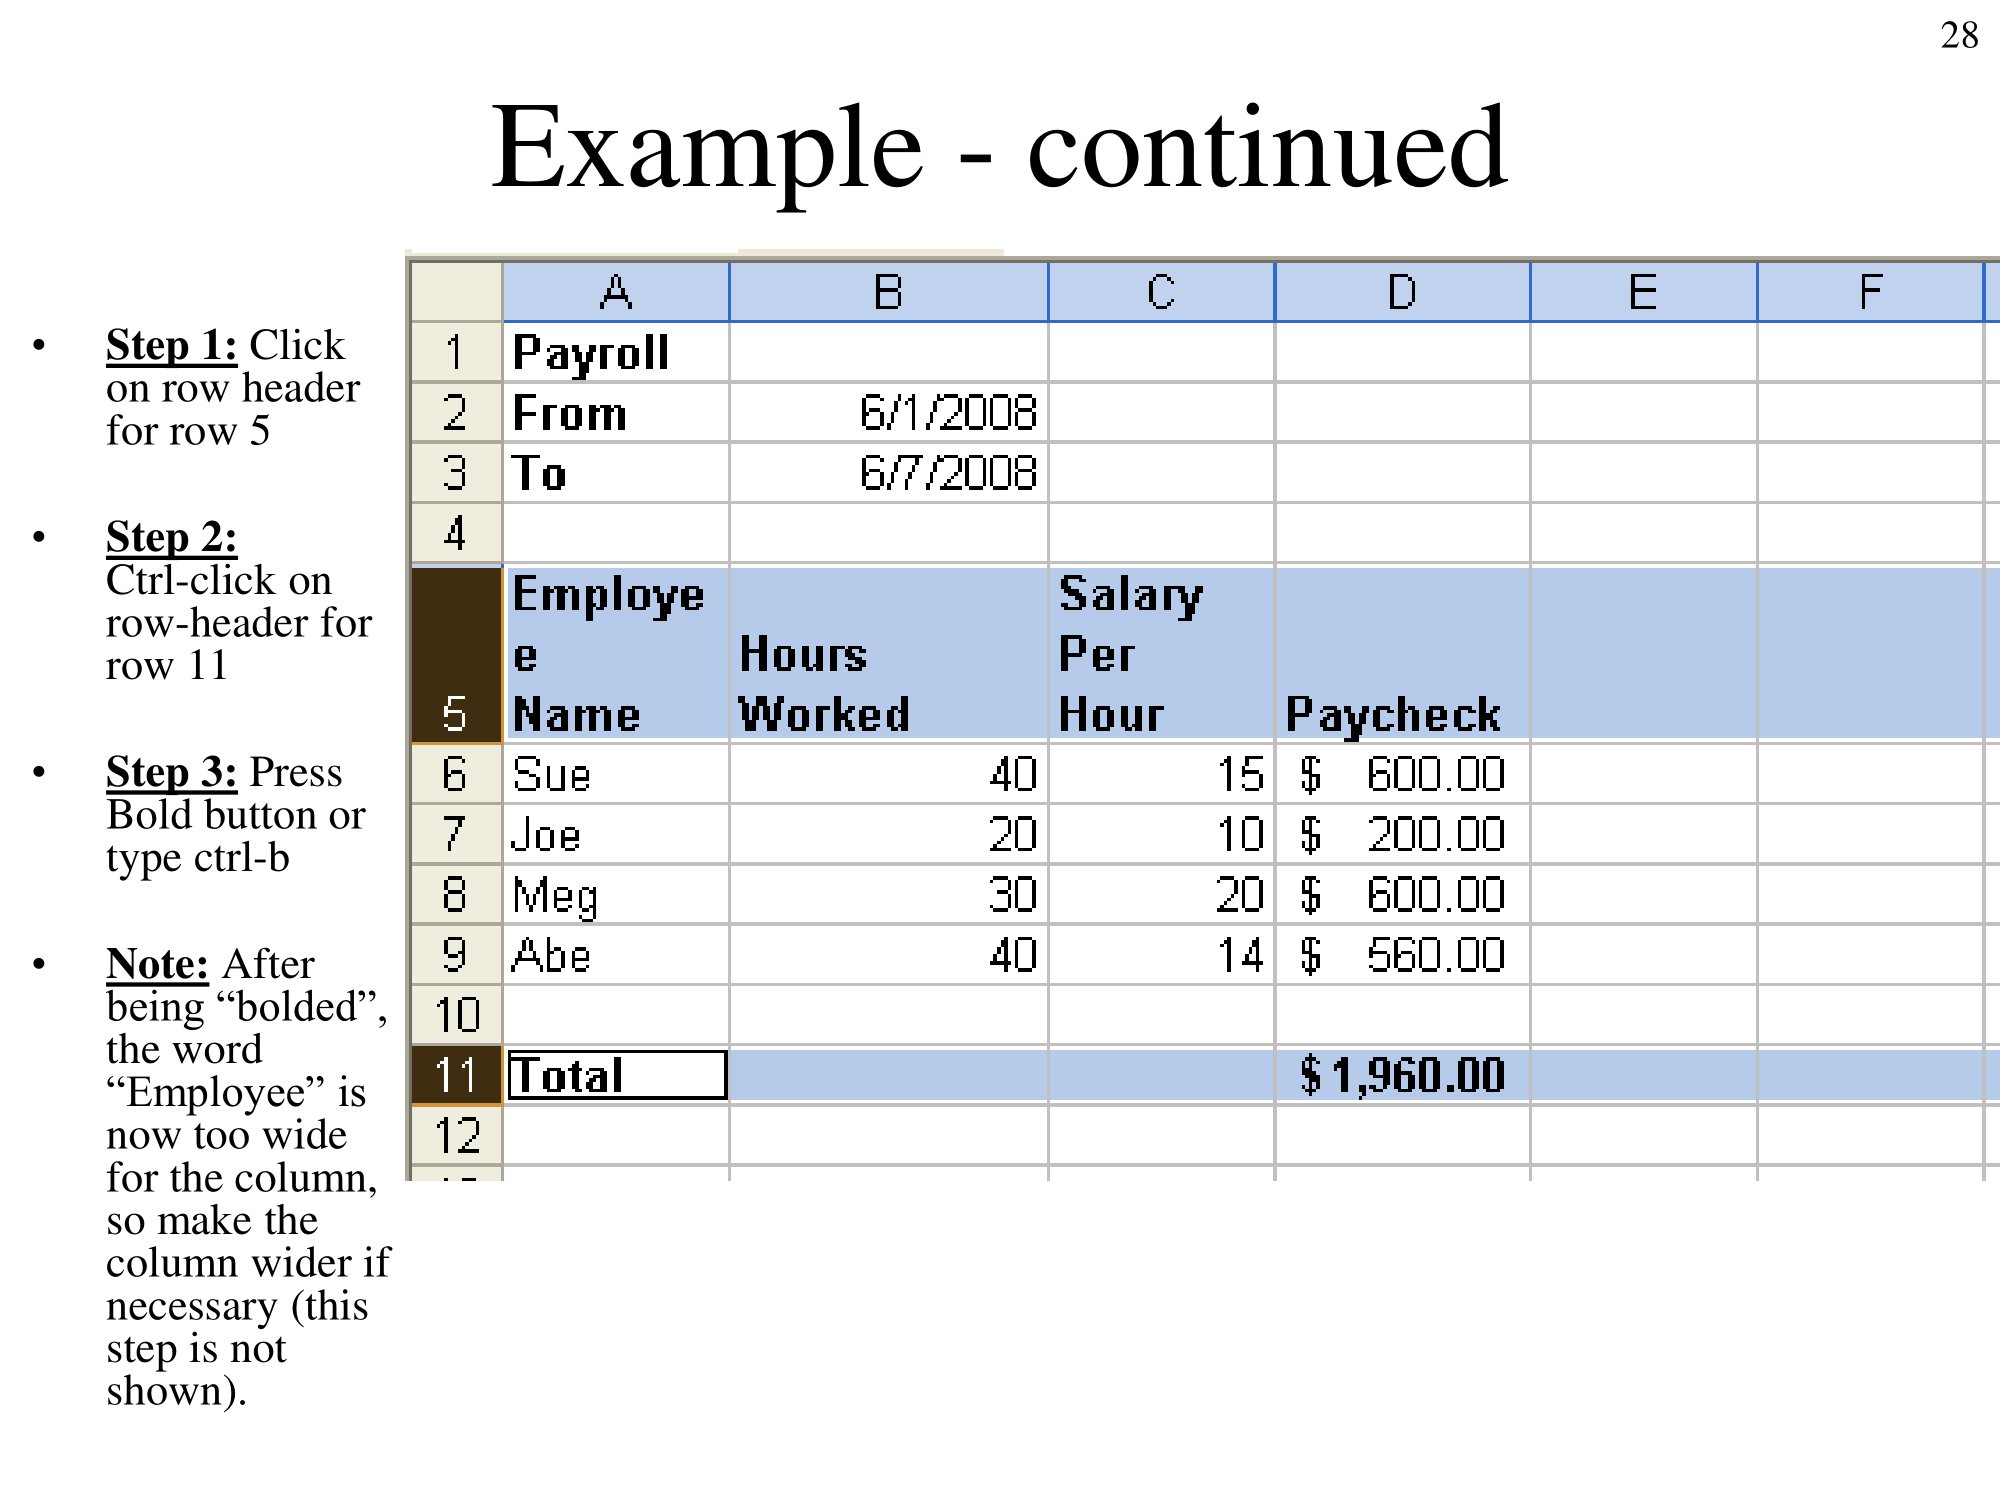 28
Example - continued
• Step 1: Click
on row header
for row 5
• Step 2:
Ctrl-click on
row-header for
row 11
• Step 3: Press
Bold button or
type ctrl-b
• Note: After
being “bolded”,
the word
“Employee” is
now too wide
for the column,
so make the
column wider if
necessary (this
step is not
shown).
A B C D E F
1 Payroll
2 From 6/1/2008
3 To 6/7/2008
4
Employe Salary
e Hours Per
5 Name Worked Hour Paycheck
6 Sue 40 15 $ 600.00
7 Joe 20 10 $ 200.00
8 Meg 30 20 $ 600.00
9 Abe 40 14 $ 560.00
10
11 Total $1,960.00
12